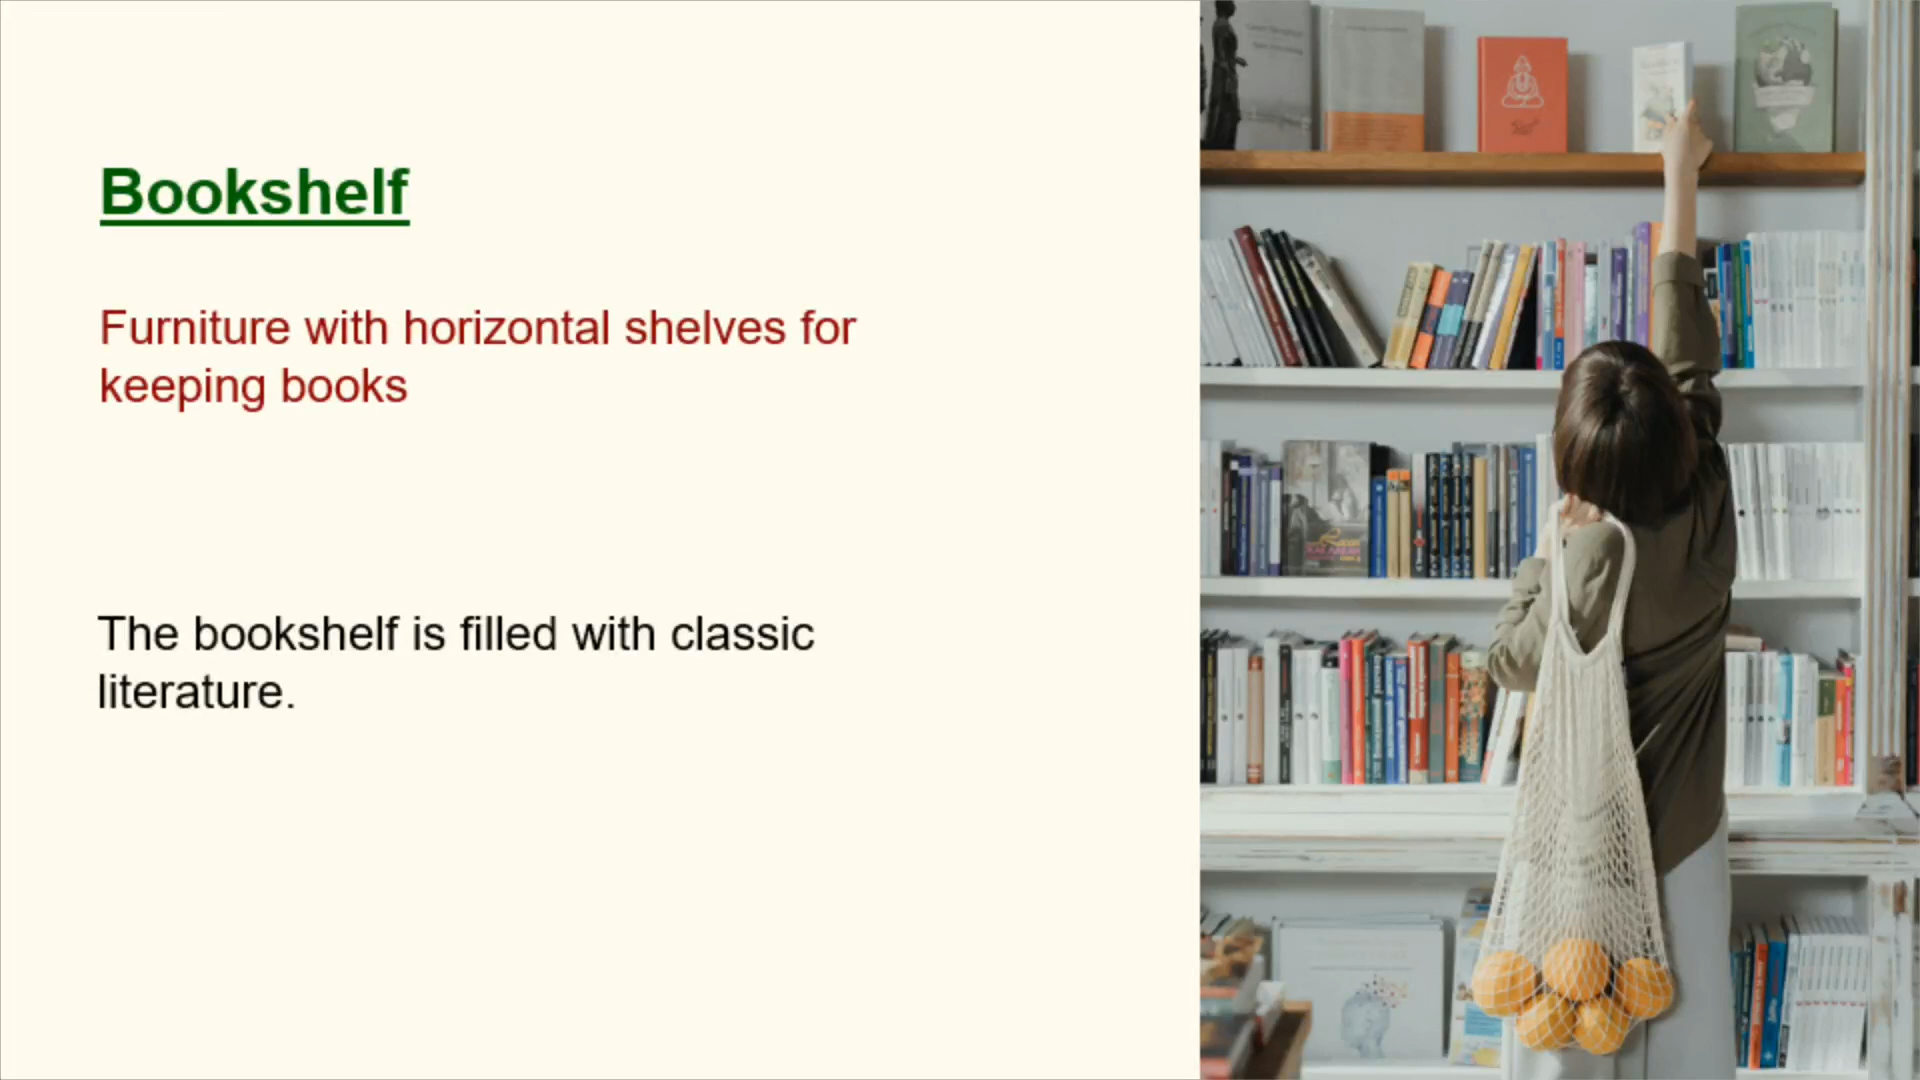 Bookshelf
Furniture with horizontal shelves for
keeping books
The bookshelf is filled with classic
literature.